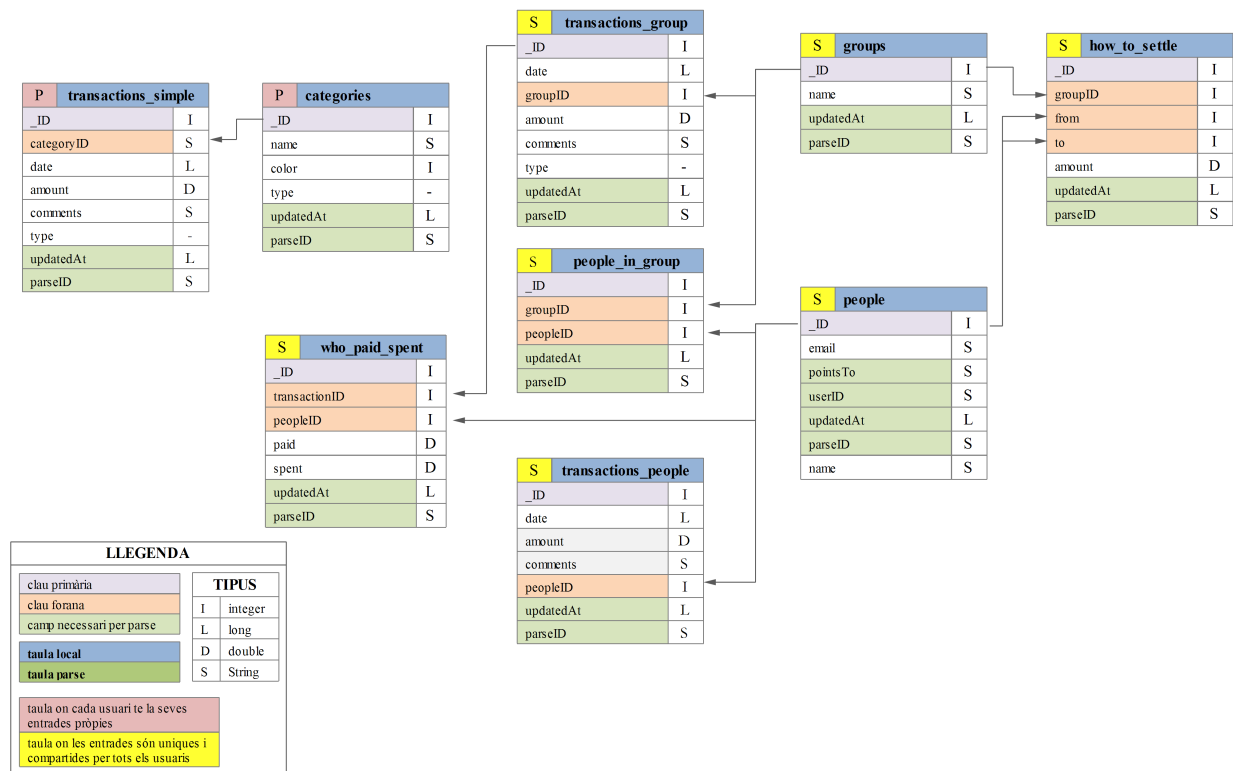 P transactions_simple
_ID I
categoryID S
date L
amount D
comments S
type -
updatedAt L
parseID S
P categories
_ID I
name S
color I
type -
updatedAt L
parseID S
S transactions_group
_ID I
date L
groupID I
amount D
comments S
type -
updatedAt L
parseID S
S groups
_ID I
name S
updatedAt L
parseID S
S how_to_settle
_ID I
groupID I
from I
to I
amount D
updatedAt L
parseID S
S people_in_group
_ID I
groupID I
peopleID I
updatedAt L
parseID S
S people
_ID I
email S
pointsTo S
userID S
updatedAt L
parseID S
name S
S who_paid_spent
_ID I
transactionID I
peopleID I
paid D
spent D
updatedAt L
parseID S
S transactions_people
_ID I
date L
amount D
comments S
peopleID I
updatedAt L
parseID S
LLEGENDA
clau primària
clau forana
camp necessari per parse
taula local
taula parse
TIPUS
I integer
L long
D double
S String
taula on cada usuari te la seves
entrades pròpies
taula on les entrades són uniques i
compartides per tots els usuaris